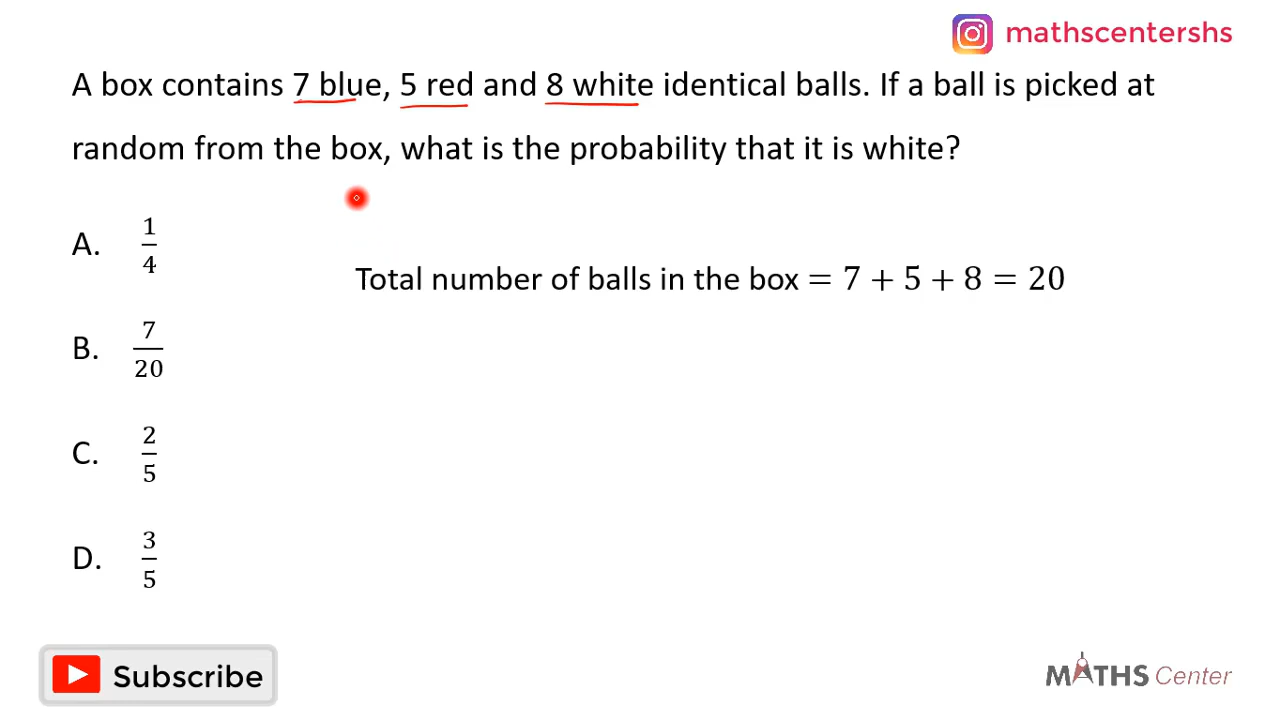 mathscentershs
A box contains 7 blue, 5 red and 8 white identical balls. If a ball is picked at
random from the box, what is the probability that it is white?
A. 1/4
Total number of balls in the box = 7 + 5 + 8 = 20
B. 7/20
C. 2/5
D. 3/5
Subscribe
MATHS Center